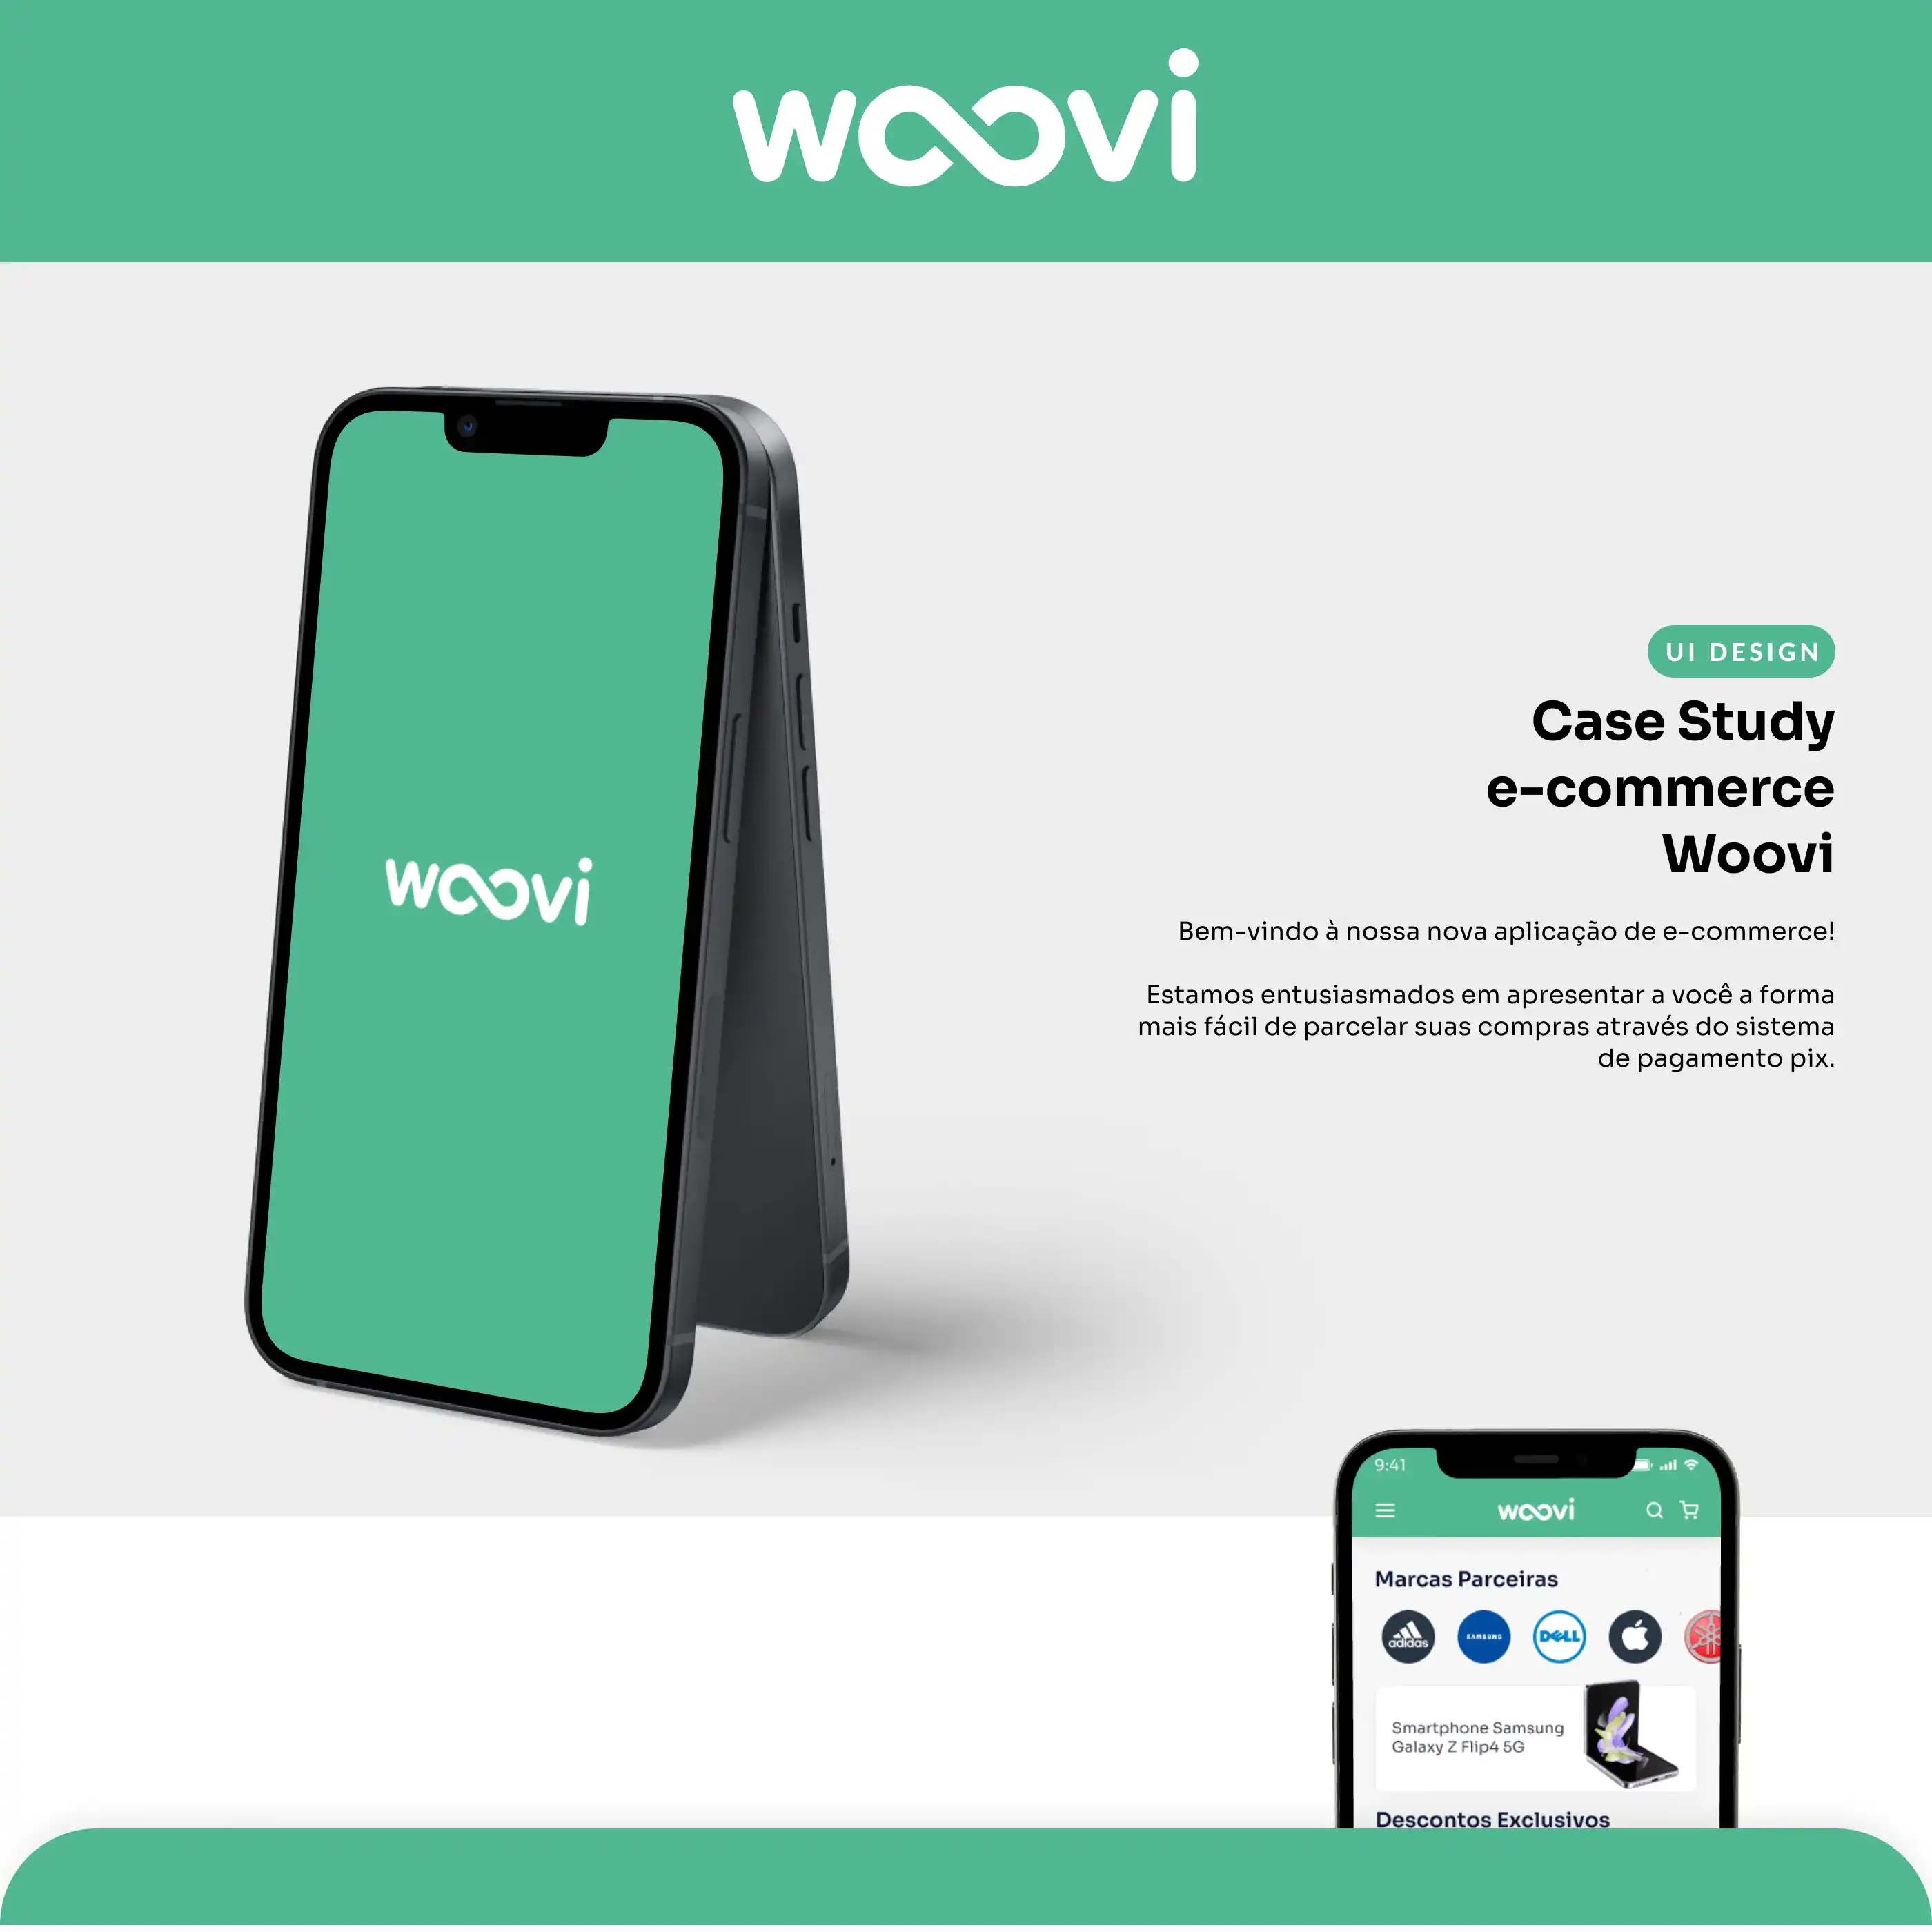 woovi
woovi
UI DESIGN
Case Study
e-commerce
Woovi
Bem-vindo à nossa nova aplicação de e-commerce!
Estamos entusiasmados em apresentar a você a forma
mais fácil de parcelar suas compras através do sistema
de pagamento pix.
9:41
woovi
Marcas Parceiras
adidas
SAMSUNG
DELL
Smartphone Samsung
Galaxy Z Flip4 5G
Descontos Exclusivos